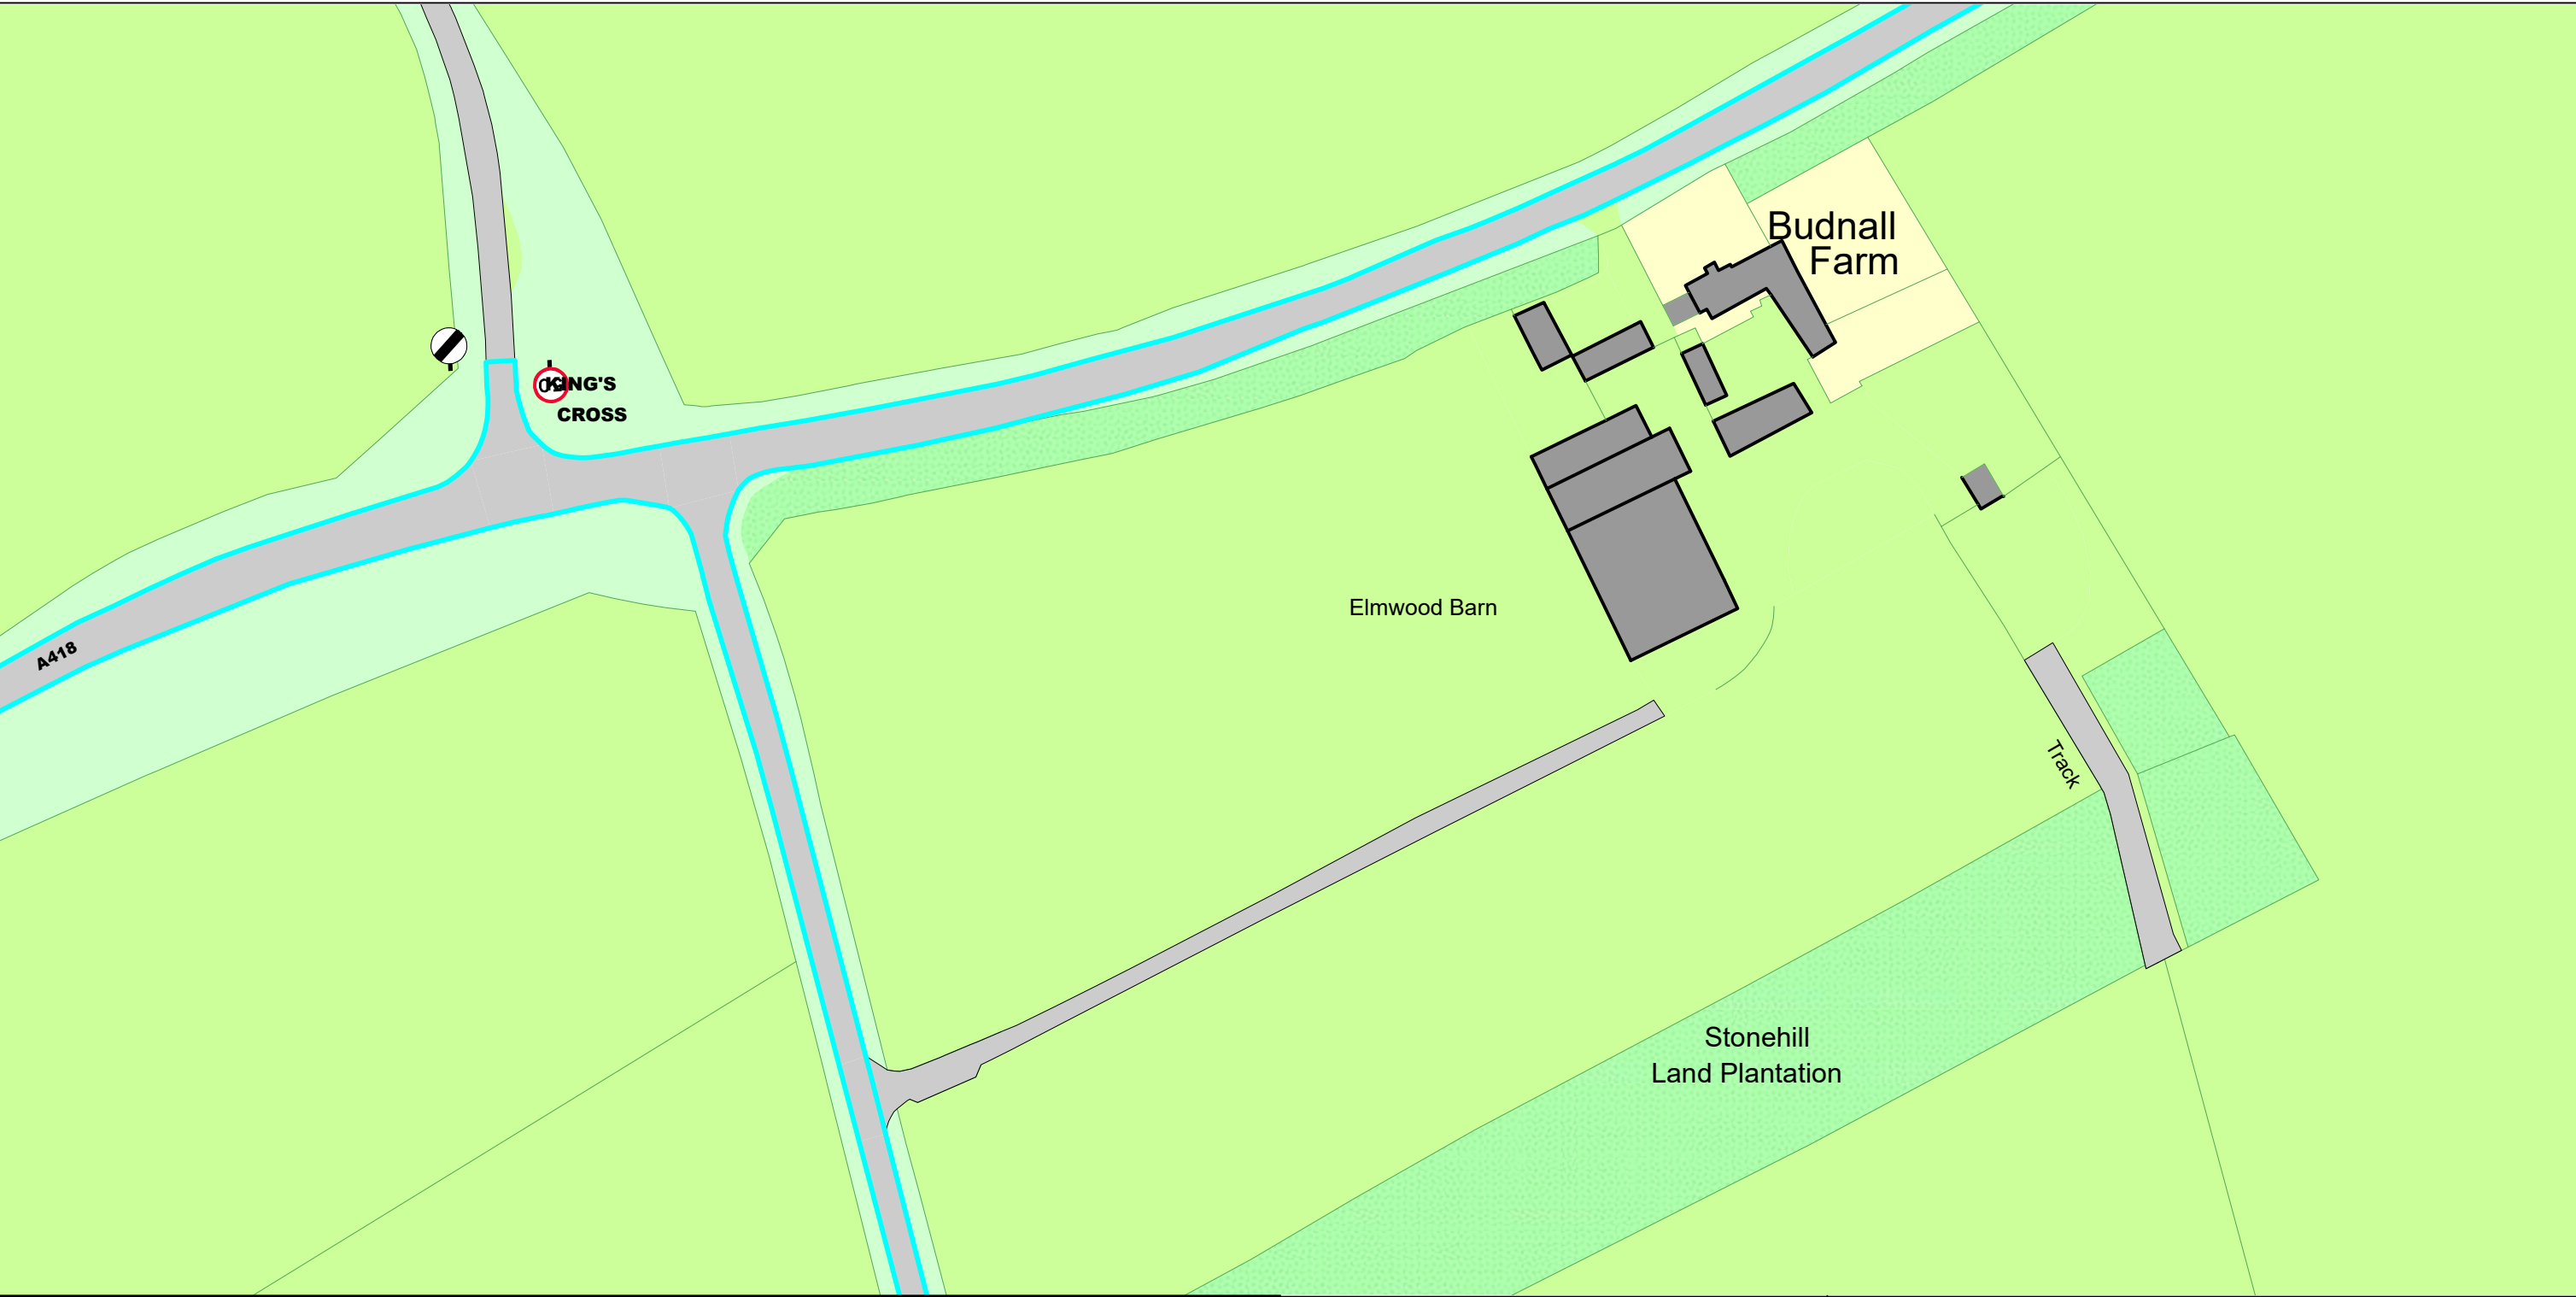 Budnall
Farm
KING'S
CROSS
Elmwood Barn
A418
Track
Stonehill
Land Plantation